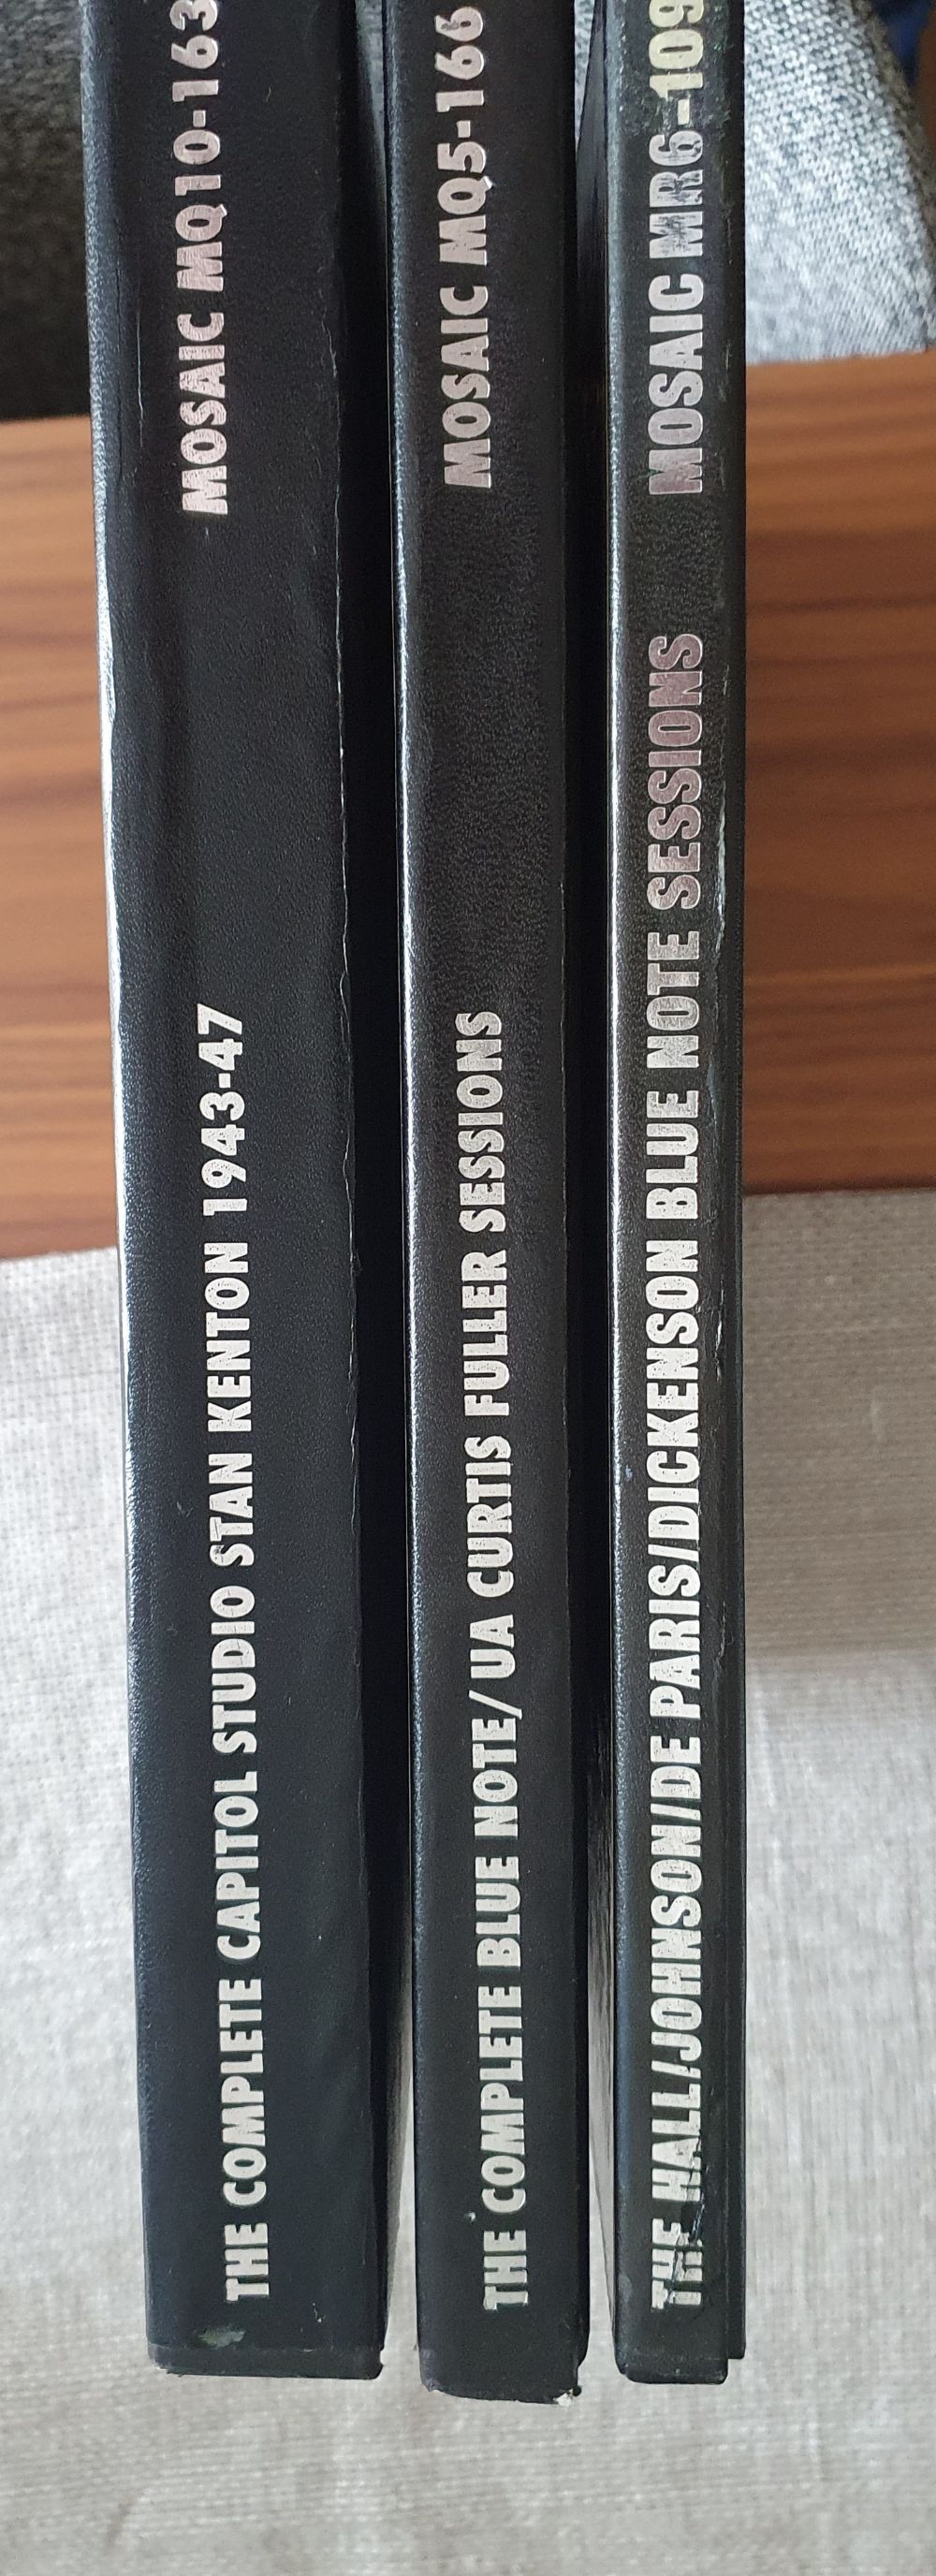 THE COMPLETE CAPITOL STUDIO STAN KENTON 1943-47 MOSAIC MQ10-163
THE COMPLETE BLUE NOTE/ UA CURTIS FULLER SESSIONS MOSAIC MQ5-166
THE HALL/JOHNSON/DE PARIS/DICKENSON BLUE NOTE SESSIONS MOSAIC MR6-109